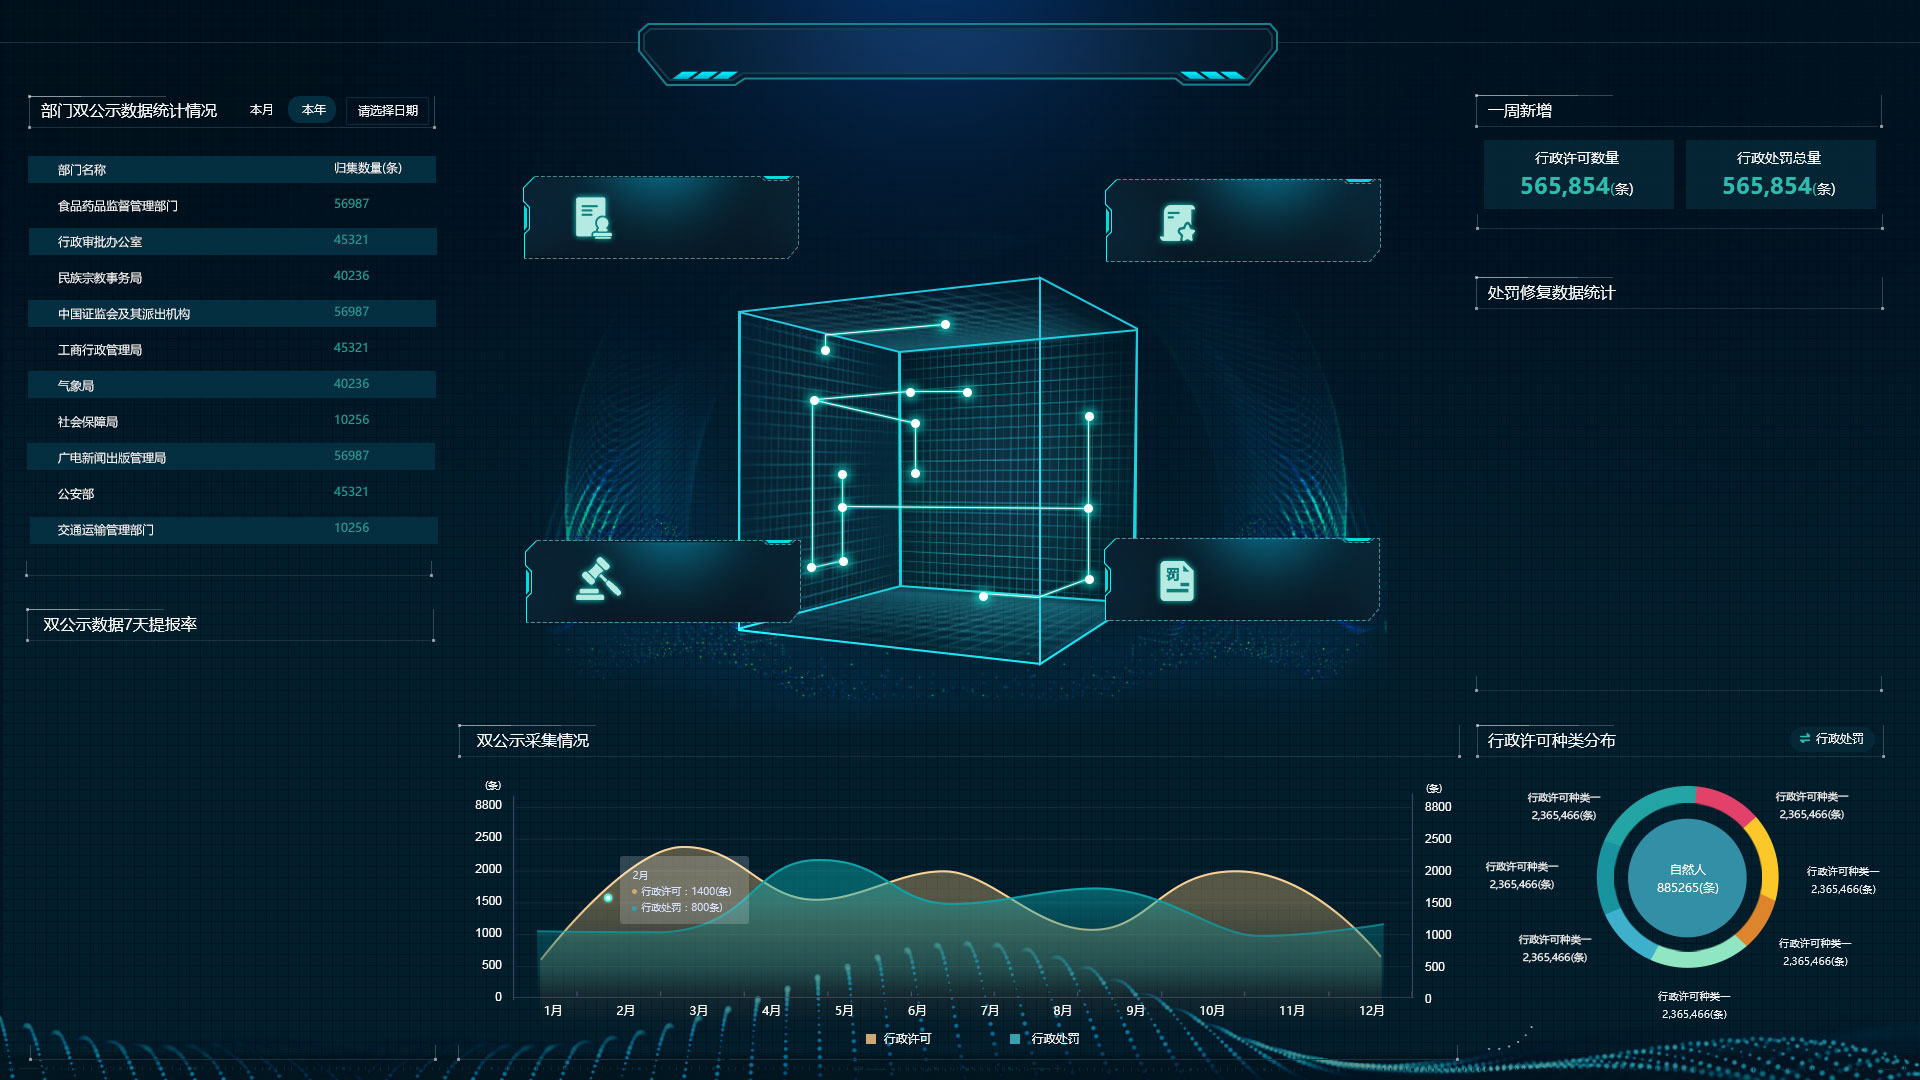 部门双公示数据统计情况 本月 本年 请选择日期
部门名称 归集数量(条)
食品药品监督管理部门 56987
行政审批办公室 45321
民族宗教事务局 40236
中国证监会及其派出机构 56987
工商行政管理局 45321
气象局 40236
社会保障局 10256
广电新闻出版管理局 56987
公安部 45321
交通运输管理部门 10256
双公示数据7天提报率
罚
一周新增
行政许可数量
565,854(条)
行政处罚总量
565,854(条)
处罚修复数据统计
双公示采集情况
(条)
8800
2500
2000
1500
1000
500
0
2月
行政许可：1400(条)
行政处罚：800条)
(条)
8800
2500
2000
1500
1000
500
0
1月 2月 3月 4月 5月 6月 7月 8月 9月 10月 11月 12月
行政许可 行政处罚
行政许可种类分布
行政处罚
行政许可种类一
2,365,466(条)
行政许可种类一
2,365,466(条)
行政许可种类一
2,365,466(条)
行政许可种类一
2,365,466(条)
自然人
885265(条)
行政许可种类一
2,365,466(条)
行政许可种类一
2,365,466(条)
行政许可种类一
2,365,466(条)